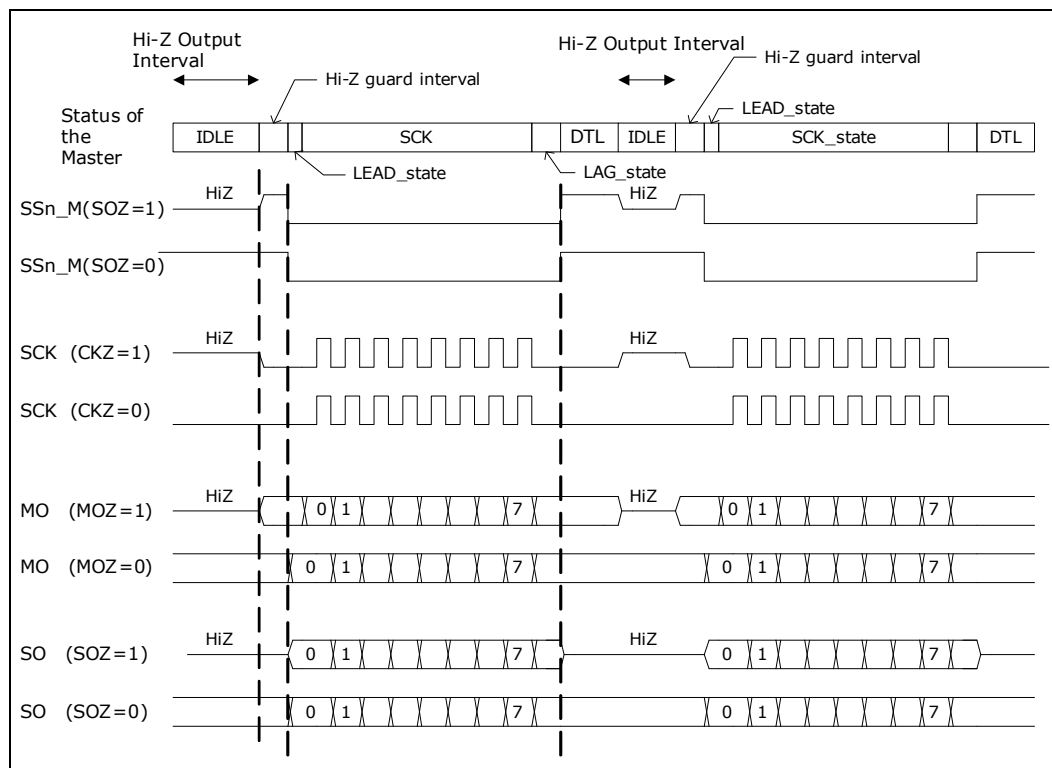 Hi-Z Output
Interval
Hi-Z Output Interval
Hi-Z guard interval
Hi-Z guard interval
LEAD_state
Status of
the
Master
IDLE SCK DTL IDLE SCK_state DTL
LEAD_state
LAG_state
HiZ HiZ
SSn_M(SOZ=1)
SSn_M(SOZ=0)
HiZ HiZ
SCK (CKZ=1)
SCK (CKZ=0)
MO (MOZ=1) HiZ 0 1 7 HiZ 0 1 7
MO (MOZ=0) 0 1 7 0 1 7
SO (SOZ=1) HiZ 0 1 7 HiZ 0 1 7
SO (SOZ=0) 0 1 7 0 1 7